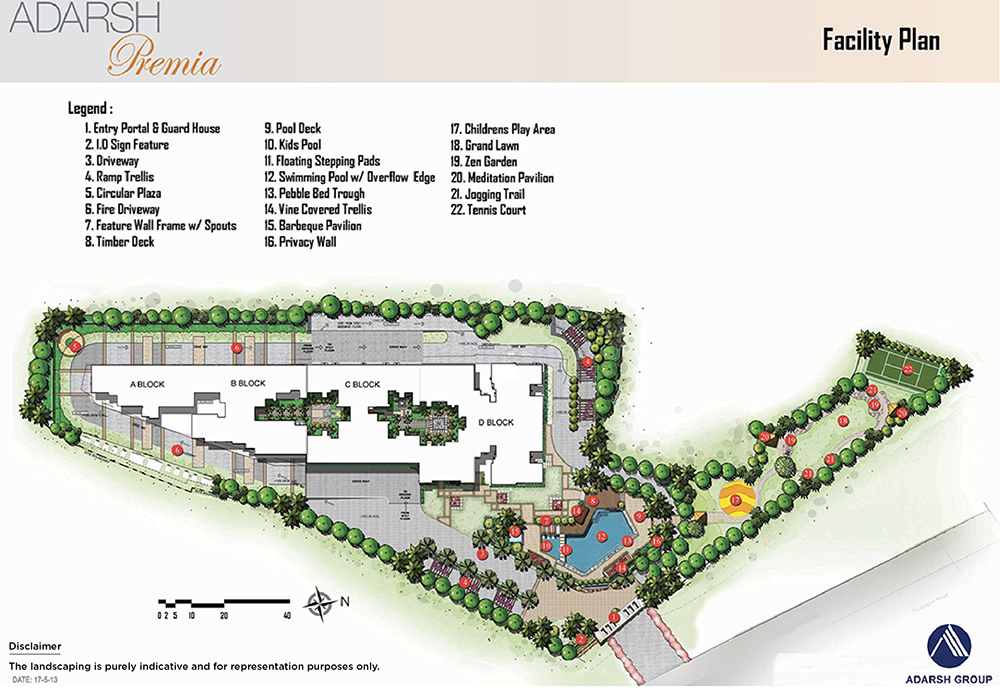 ADARSH
Premia
Facility Plan
Legend :
1. Entry Portal & Guard House
2. I.D Sign Feature
3. Driveway
4. Ramp Trellis
5. Circular Plaza
6. Fire Driveway
7. Feature Wall Frame w/ Spouts
8. Timber Deck
9. Pool Deck
10. Kids Pool
11. Floating Stepping Pads
12. Swimming Pool w/ Overflow Edge
13. Pebble Bed Trough
14. Vine Covered Trellis
15. Barbeque Pavilion
16. Privacy Wall
17. Childrens Play Area
18. Grand Lawn
19. Zen Garden
20. Meditation Pavilion
21. Jogging Trail
22. Tennis Court
5
6
4
22
21
19
20
18
A BLOCK
B BLOCK
C BLOCK
D BLOCK
DRIVE WAY
6
20
19
21
21
17
DRIVE WAY
8
14
7
9
15
12
10
11
13
16
3
14
4
1
2
0 2 5 10 20 40
N
Disclaimer
The landscaping is purely indicative and for representation purposes only.
DATE: 17-5-13
ADARSH GROUP